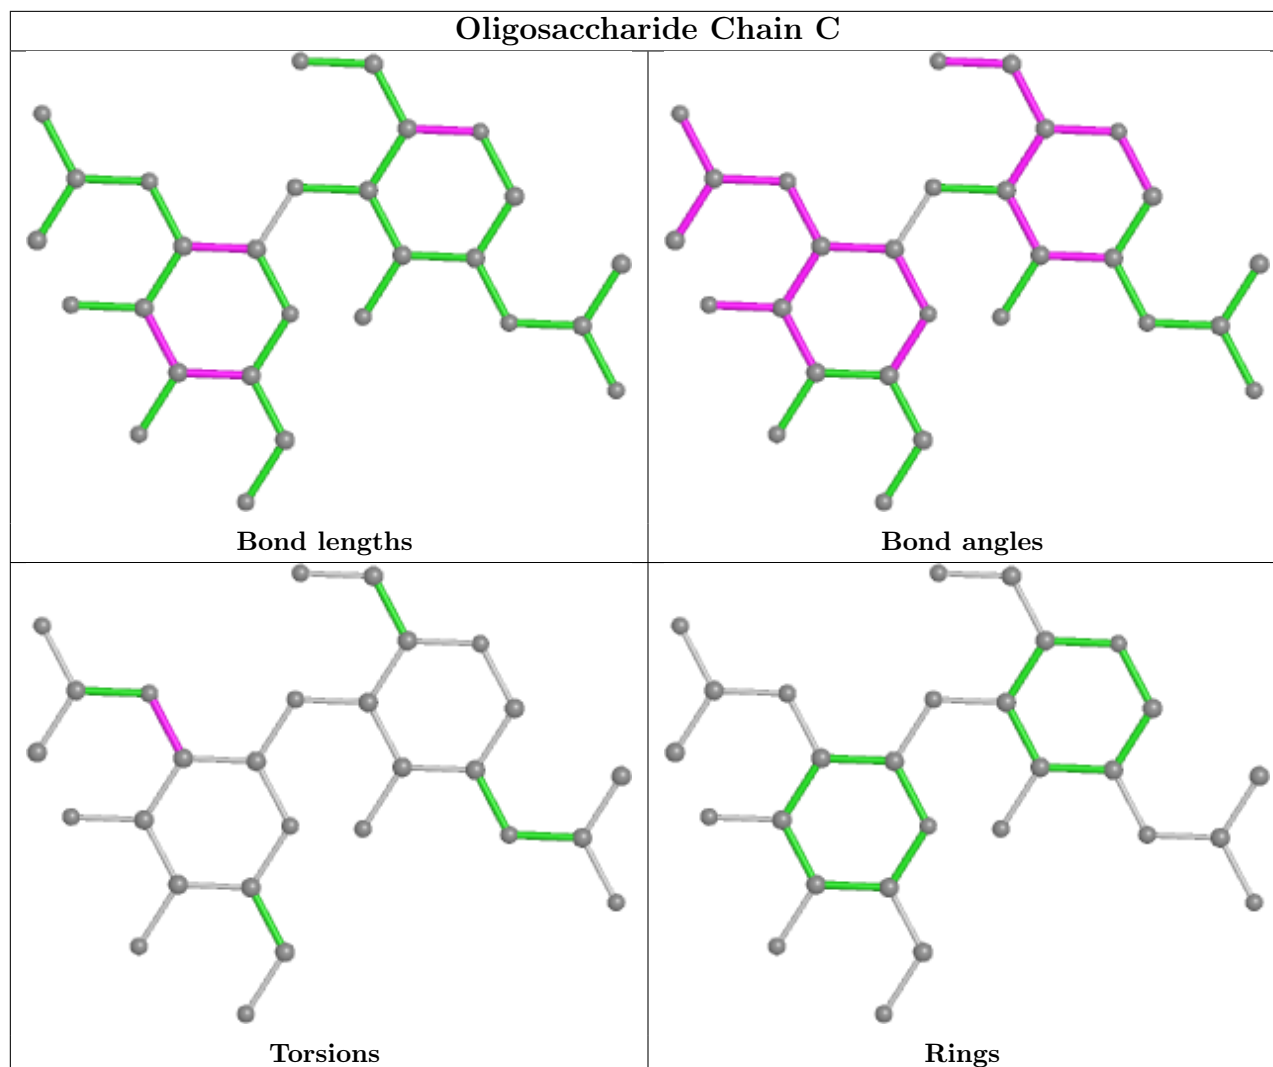 Oligosaccharide Chain C
Bond lengths
Bond angles
Torsions
Rings